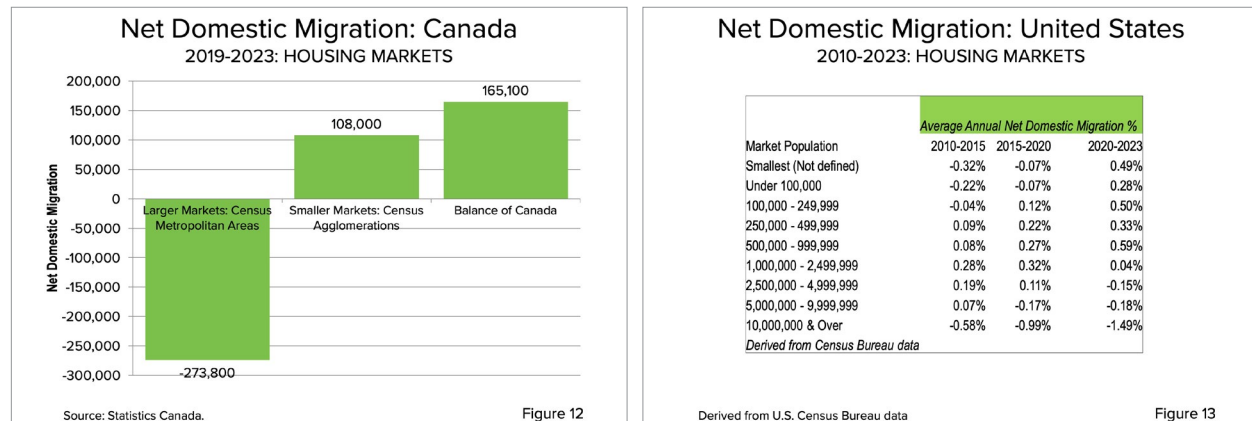 Net Domestic Migration: Canada
2019-2023: HOUSING MARKETS
200,000
150,000
100,000
50,000
0
-50,000
-100,000
-150,000
-200,000
-250,000
-300,000
Net Domestic Migration
165,100
108,000
-273,800
Larger Markets: Census
Metropolitan Areas
Smaller Markets: Census
Agglomerations
Balance of Canada
Source: Statistics Canada.
Figure 12
Net Domestic Migration: United States
2010-2023: HOUSING MARKETS
Average Annual Net Domestic Migration %
Market Population 2010-2015 2015-2020 2020-2023
Smallest (Not defined) -0.32% -0.07% 0.49%
Under 100,000 -0.22% -0.07% 0.28%
100,000 - 249,999 -0.04% 0.12% 0.50%
250,000 - 499,999 0.09% 0.22% 0.33%
500,000 - 999,999 0.08% 0.27% 0.59%
1,000,000 - 2,499,999 0.28% 0.32% 0.04%
2,500,000 - 4,999,999 0.19% 0.11% -0.15%
5,000,000 - 9,999,999 0.07% -0.17% -0.18%
10,000,000 & Over -0.58% -0.99% -1.49%
Derived from Census Bureau data
Derived from U.S. Census Bureau data
Figure 13